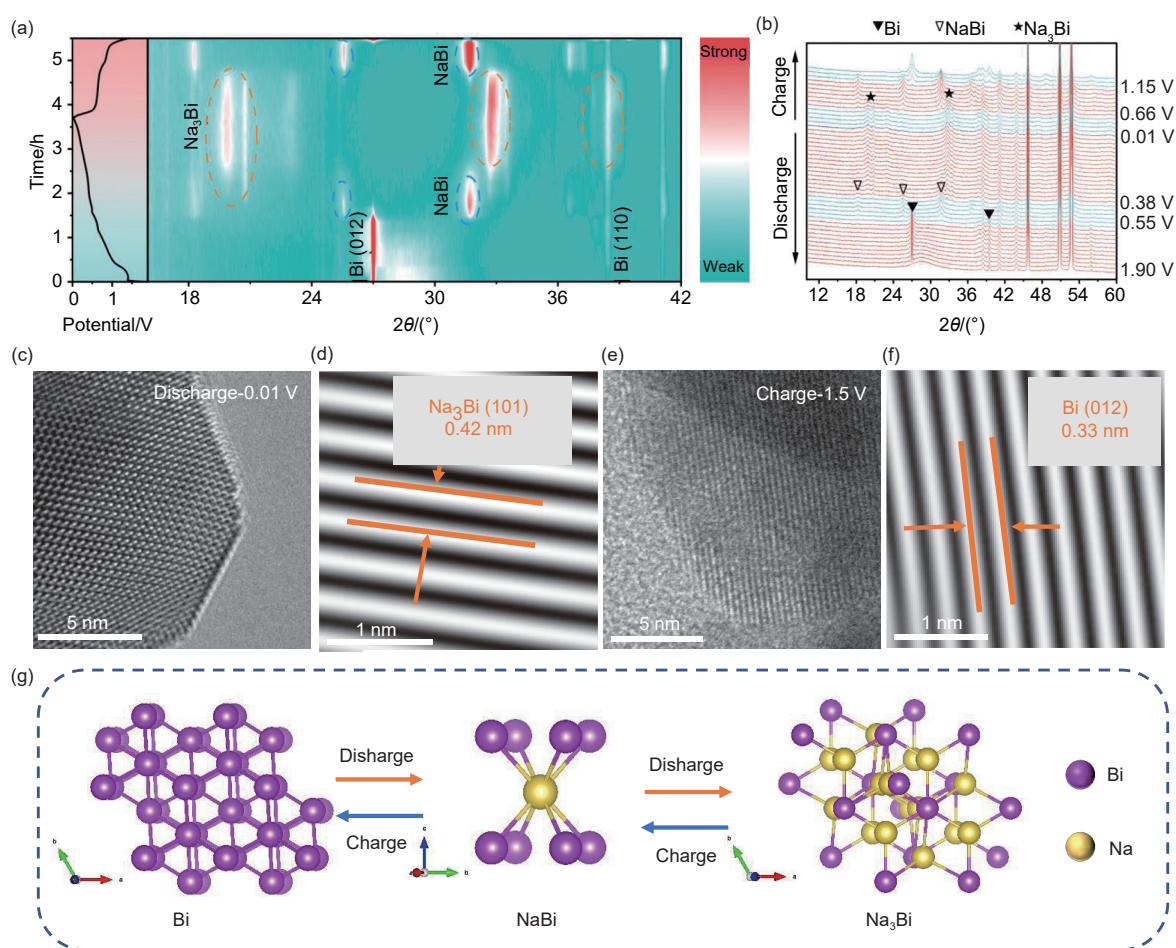 (a)
Strong
Weak
Na₃Bi
NaBi
NaBi
Bi (012)
Bi (110)
Time/h
5
4
3
2
1
0
0 1
Potential/V
18 24 30 36 42
2θ/(°)
(b)
▼Bi ▽NaBi ★Na₃Bi
Charge
Discharge
1.15 V
0.66 V
0.01 V
0.38 V
0.55 V
1.90 V
12 18 24 30 36 42 48 54 60
2θ/(°)
(c)
Discharge-0.01 V
5 nm
(d)
Na₃Bi (101)
0.42 nm
1 nm
(e)
Charge-1.5 V
5 nm
(f)
Bi (012)
0.33 nm
1 nm
(g)
Disharge
Charge
Disharge
Charge
b a
c a b
b a
Bi
NaBi
Na₃Bi
Bi
Na